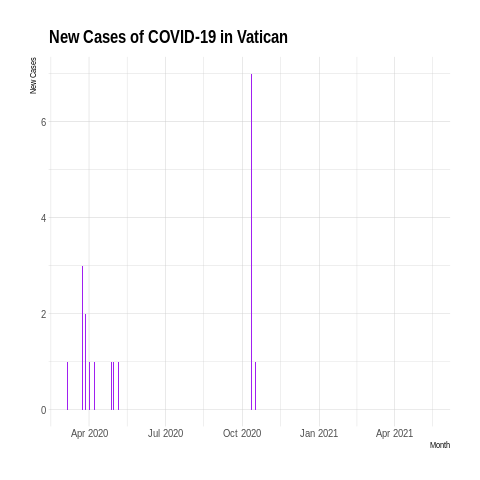 New Cases of COVID-19 in Vatican
New Cases
6
4
2
0
Apr 2020 Jul 2020 Oct 2020 Jan 2021 Apr 2021
Month